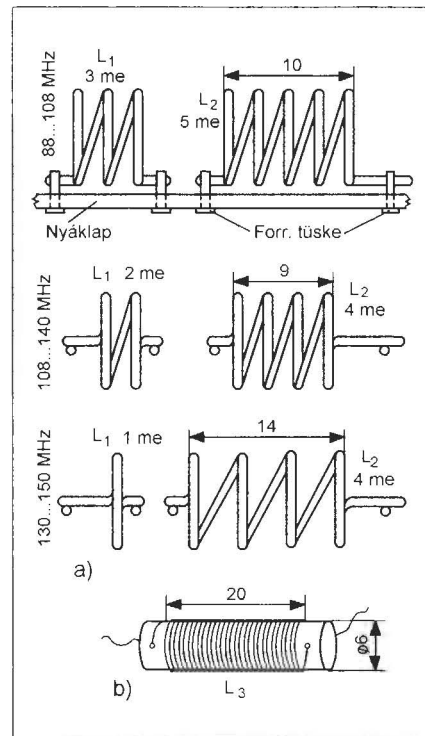 88...108 MHz
L1
3 me
10
L2
5 me
Nyáklap
Forr. tüske
108...140 MHz
L1 2 me
9
L2
4 me
130...150 MHz
L1 1 me
14
L2
4 me
a)
20
ø6
b)
L3